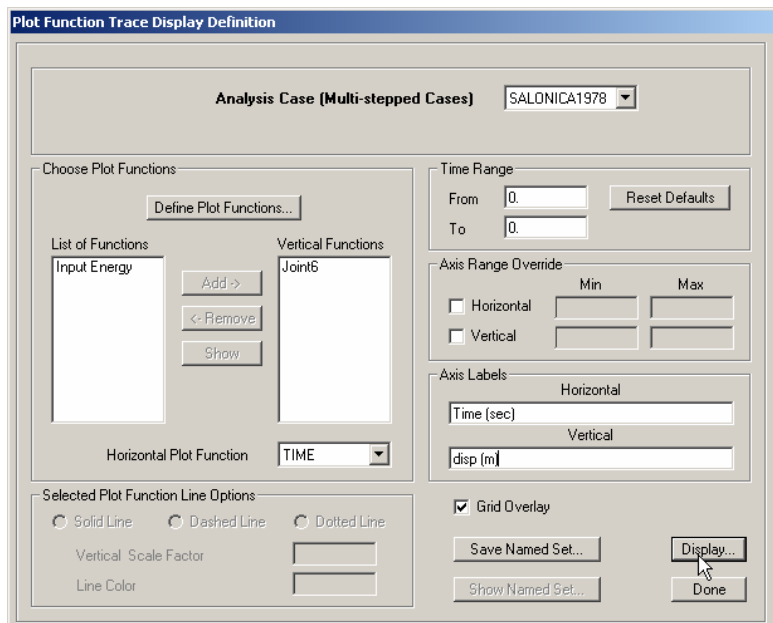 Plot Function Trace Display Definition
Analysis Case (Multi-stepped Cases) SALONICA1978
Choose Plot Functions
Define Plot Functions...
List of Functions Vertical Functions
Input Energy Joint6
Add ->
<- Remove
Show
Horizontal Plot Function TIME
Selected Plot Function Line Options
Solid Line Dashed Line Dotted Line
Vertical Scale Factor
Line Color
Time Range
From 0. Reset Defaults
To 0.
Axis Range Override
Min Max
Horizontal
Vertical
Axis Labels
Horizontal
Time (sec)
Vertical
disp (m)
Grid Overlay
Save Named Set... Display...
Show Named Set... Done